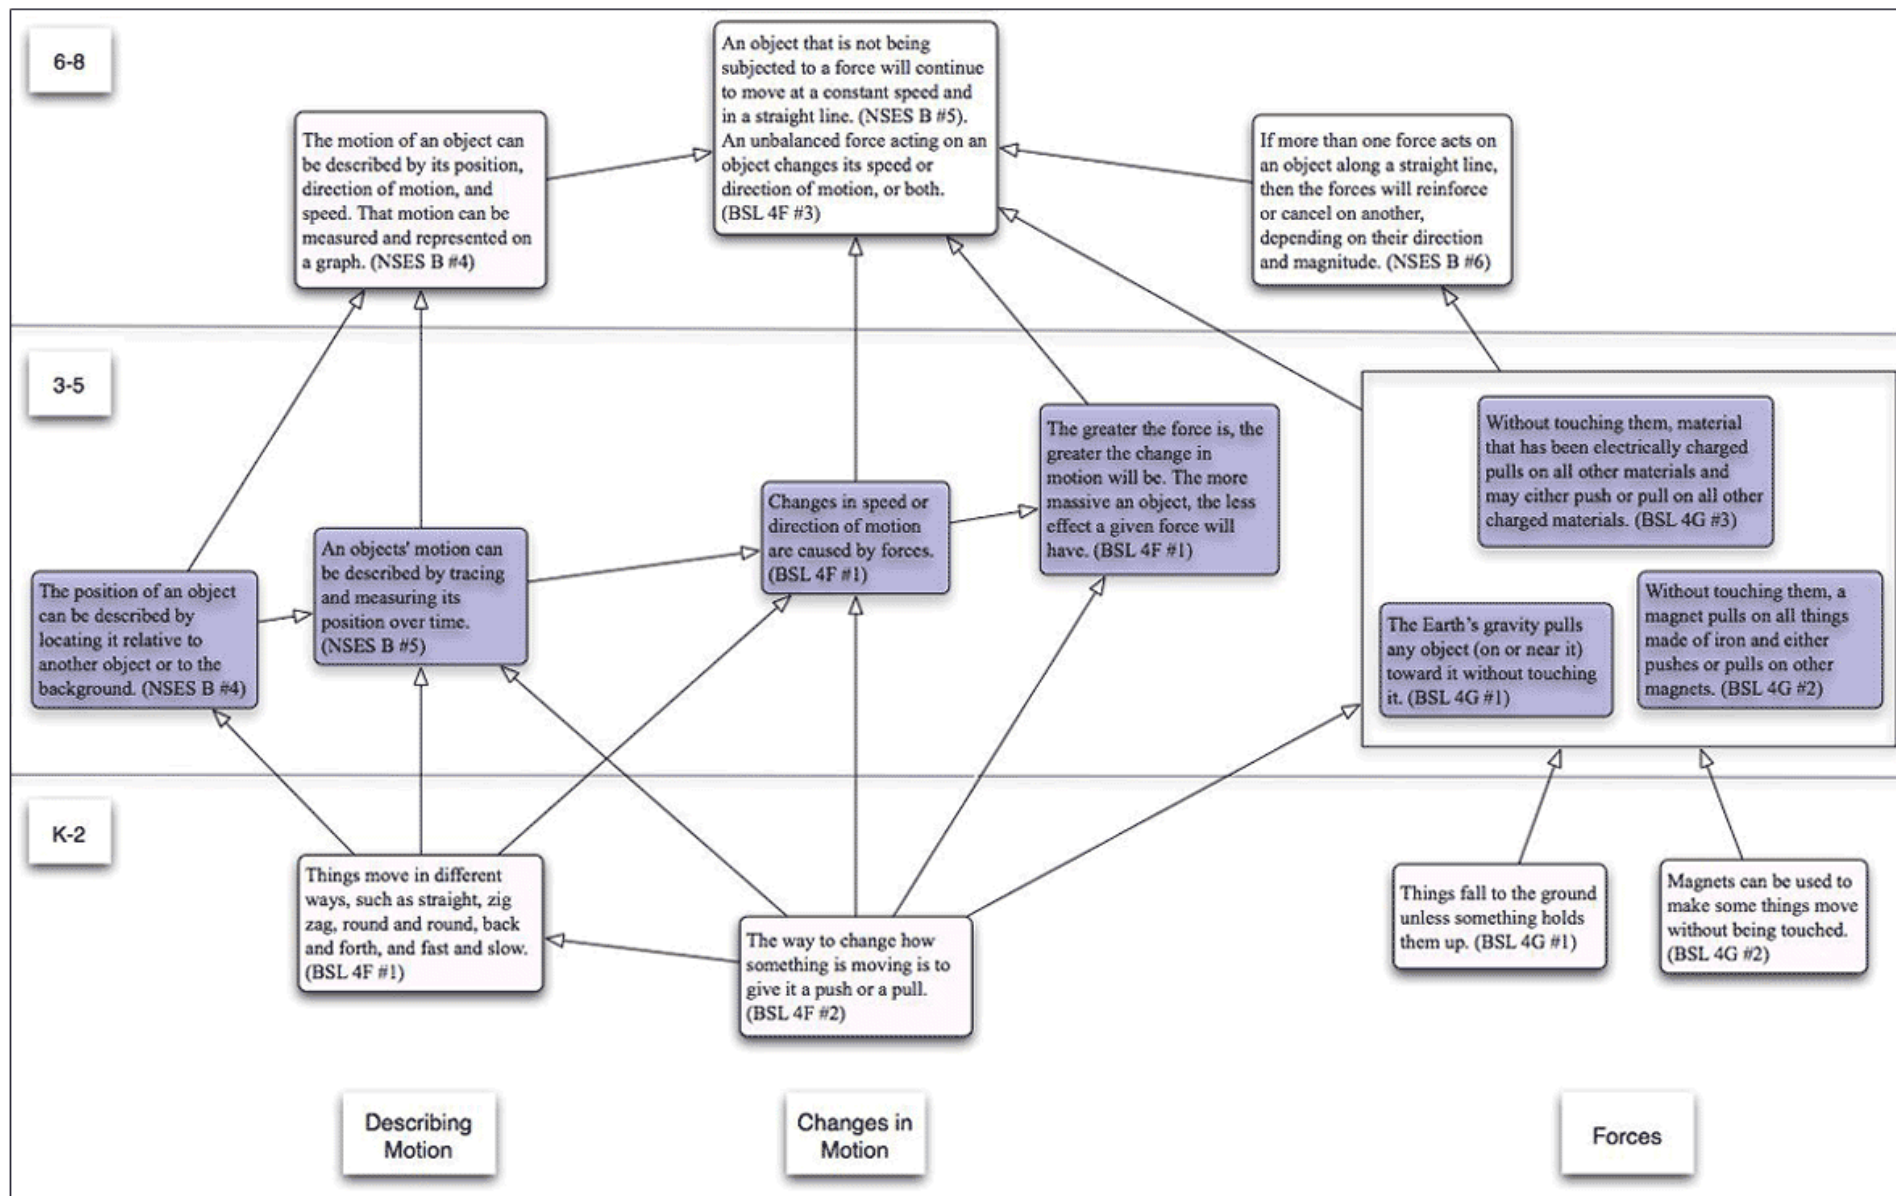 6-8
An object that is not being
subjected to a force will continue
to move at a constant speed and
in a straight line. (NSES B #5).
An unbalanced force acting on an
object changes its speed or
direction of motion, or both.
(BSL 4F #3)
The motion of an object can
be described by its position,
direction of motion, and
speed. That motion can be
measured and represented on
a graph. (NSES B #4)
If more than one force acts on
an object along a straight line,
then the forces will reinforce
or cancel on another,
depending on their direction
and magnitude. (NSES B #6)
3-5
The position of an object
can be described by
locating it relative to
another object or to the
background. (NSES B #4)
An objects' motion can
be described by tracing
and measuring its
position over time.
(NSES B #5)
Changes in speed or
direction of motion
are caused by forces.
(BSL 4F #1)
The greater the force is, the
greater the change in
motion will be. The more
massive an object, the less
effect a given force will
have. (BSL 4F #1)
Without touching them, material
that has been electrically charged
pulls on all other materials and
may either push or pull on all other
charged materials. (BSL 4G #3)
The Earth's gravity pulls
any object (on or near it)
toward it without touching
it. (BSL 4G #1)
Without touching them, a
magnet pulls on all things
made of iron and either
pushes or pulls on other
magnets. (BSL 4G #2)
K-2
Things move in different
ways, such as straight, zig
zag, round and round, back
and forth, and fast and slow.
(BSL 4F #1)
The way to change how
something is moving is to
give it a push or a pull.
(BSL 4F #2)
Things fall to the ground
unless something holds
them up. (BSL 4G #1)
Magnets can be used to
make some things move
without being touched.
(BSL 4G #2)
Describing
Motion
Changes in
Motion
Forces